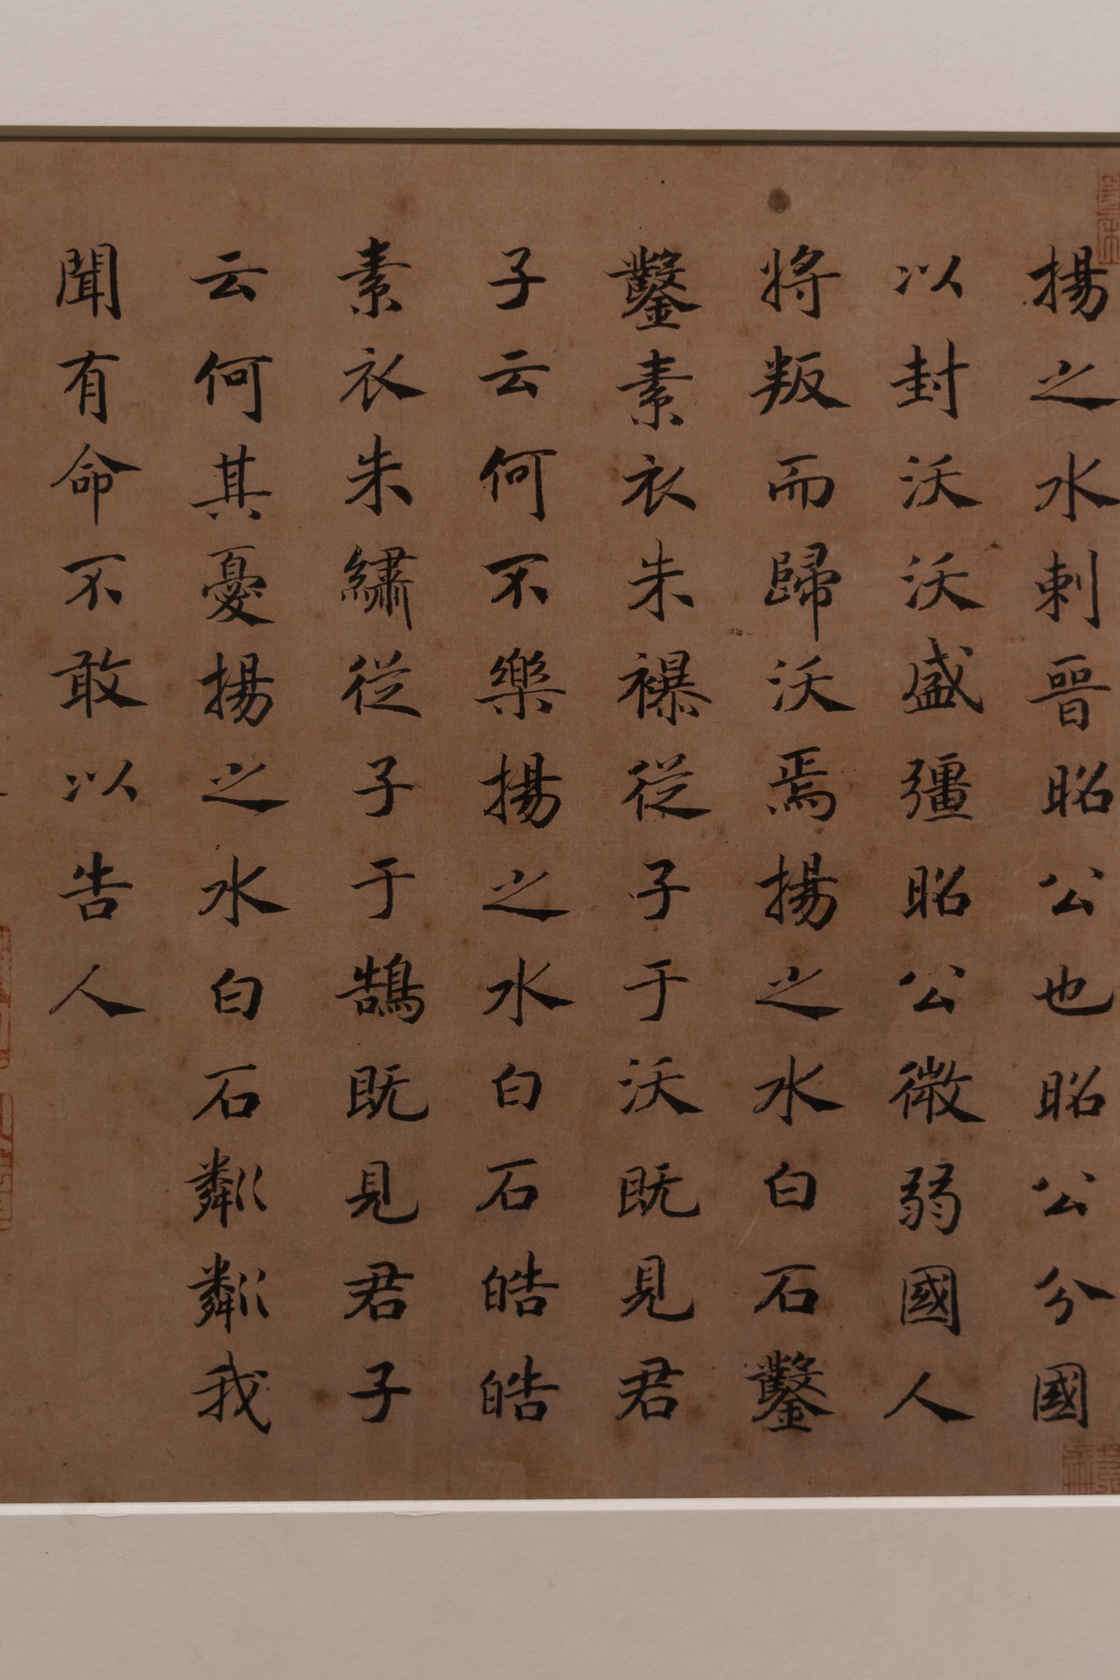 揚之水刺晉昭公也昭公分國
以封沃沃盛彊昭公微弱國人
將叛而歸沃焉揚之水白石鑿
鑿素衣朱襮從子于沃既見君
子云何不樂揚之水白石皓皓
素衣朱繡從子于鵠既見君子
云何其憂揚之水白石粼粼我
聞有命不敢以告人